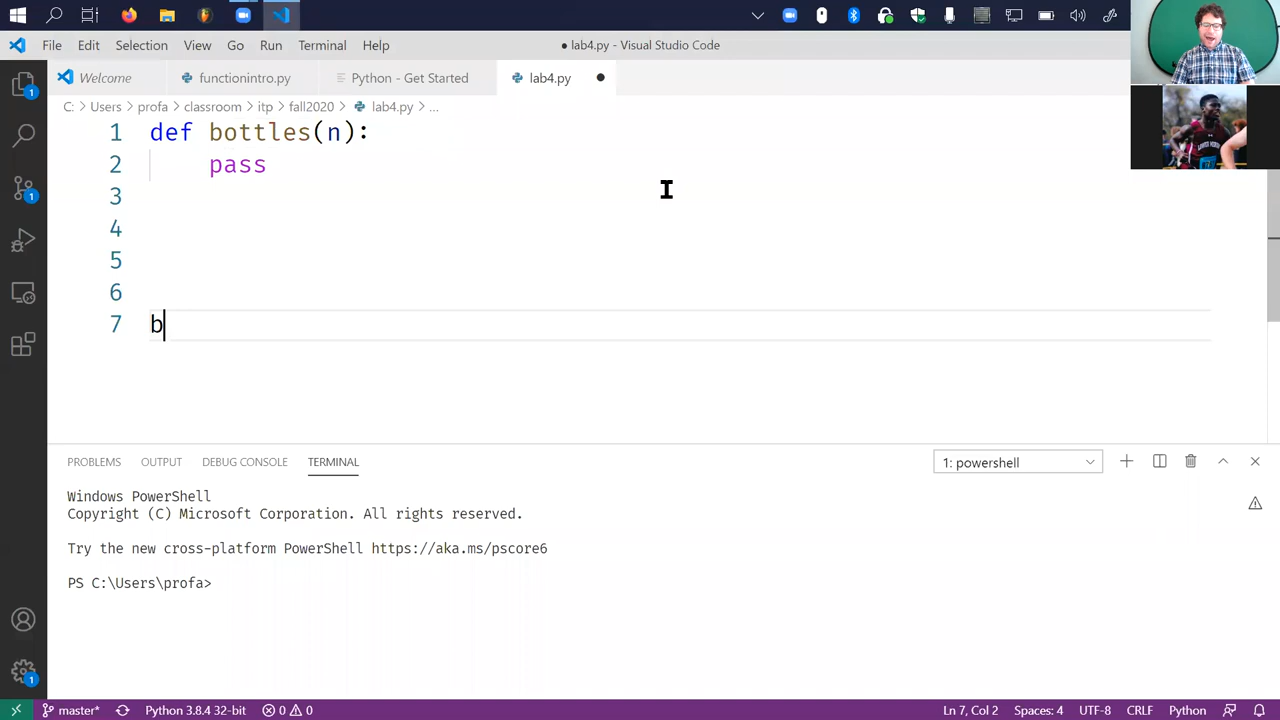 File Edit Selection View Go Run Terminal Help
● lab4.py - Visual Studio Code
Welcome functionintro.py Python - Get Started lab4.py
C: > Users > profa > classroom > itp > fall2020 > lab4.py > ...
1 def bottles(n):
2 pass
3
4
5
6
7 b
PROBLEMS OUTPUT DEBUG CONSOLE TERMINAL 1: powershell
Windows PowerShell
Copyright (C) Microsoft Corporation. All rights reserved.
Try the new cross-platform PowerShell https://aka.ms/pscore6
PS C:\Users\profa>
1
1
1
master* Python 3.8.4 32-bit 0 0 Ln 7, Col 2 Spaces: 4 UTF-8 CRLF Python